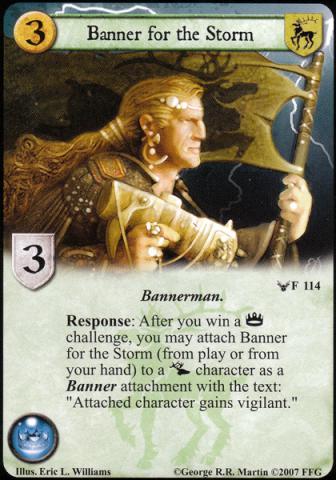 3
Banner for the Storm
3
F 114
Bannerman.
Response: After you win a
challenge, you may attach Banner
for the Storm (from play or from
your hand) to a character as a
Banner attachment with the text:
"Attached character gains vigilant."
Illus. Eric L. Williams
©George R.R. Martin ©2007 FFG